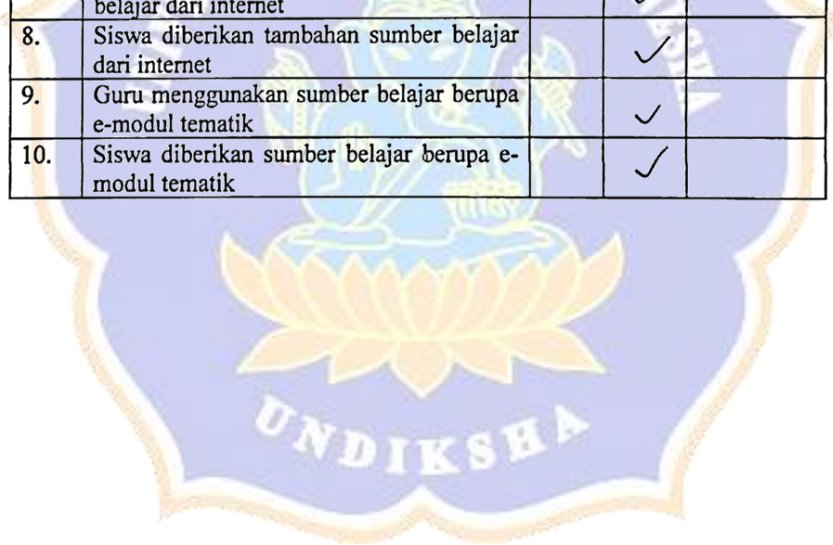 belajar dari internet ✓
8. Siswa diberikan tambahan sumber belajar
dari internet ✓
9. Guru menggunakan sumber belajar berupa
e-modul tematik ✓
10. Siswa diberikan sumber belajar berupa e-
modul tematik ✓
UNDIKSHA